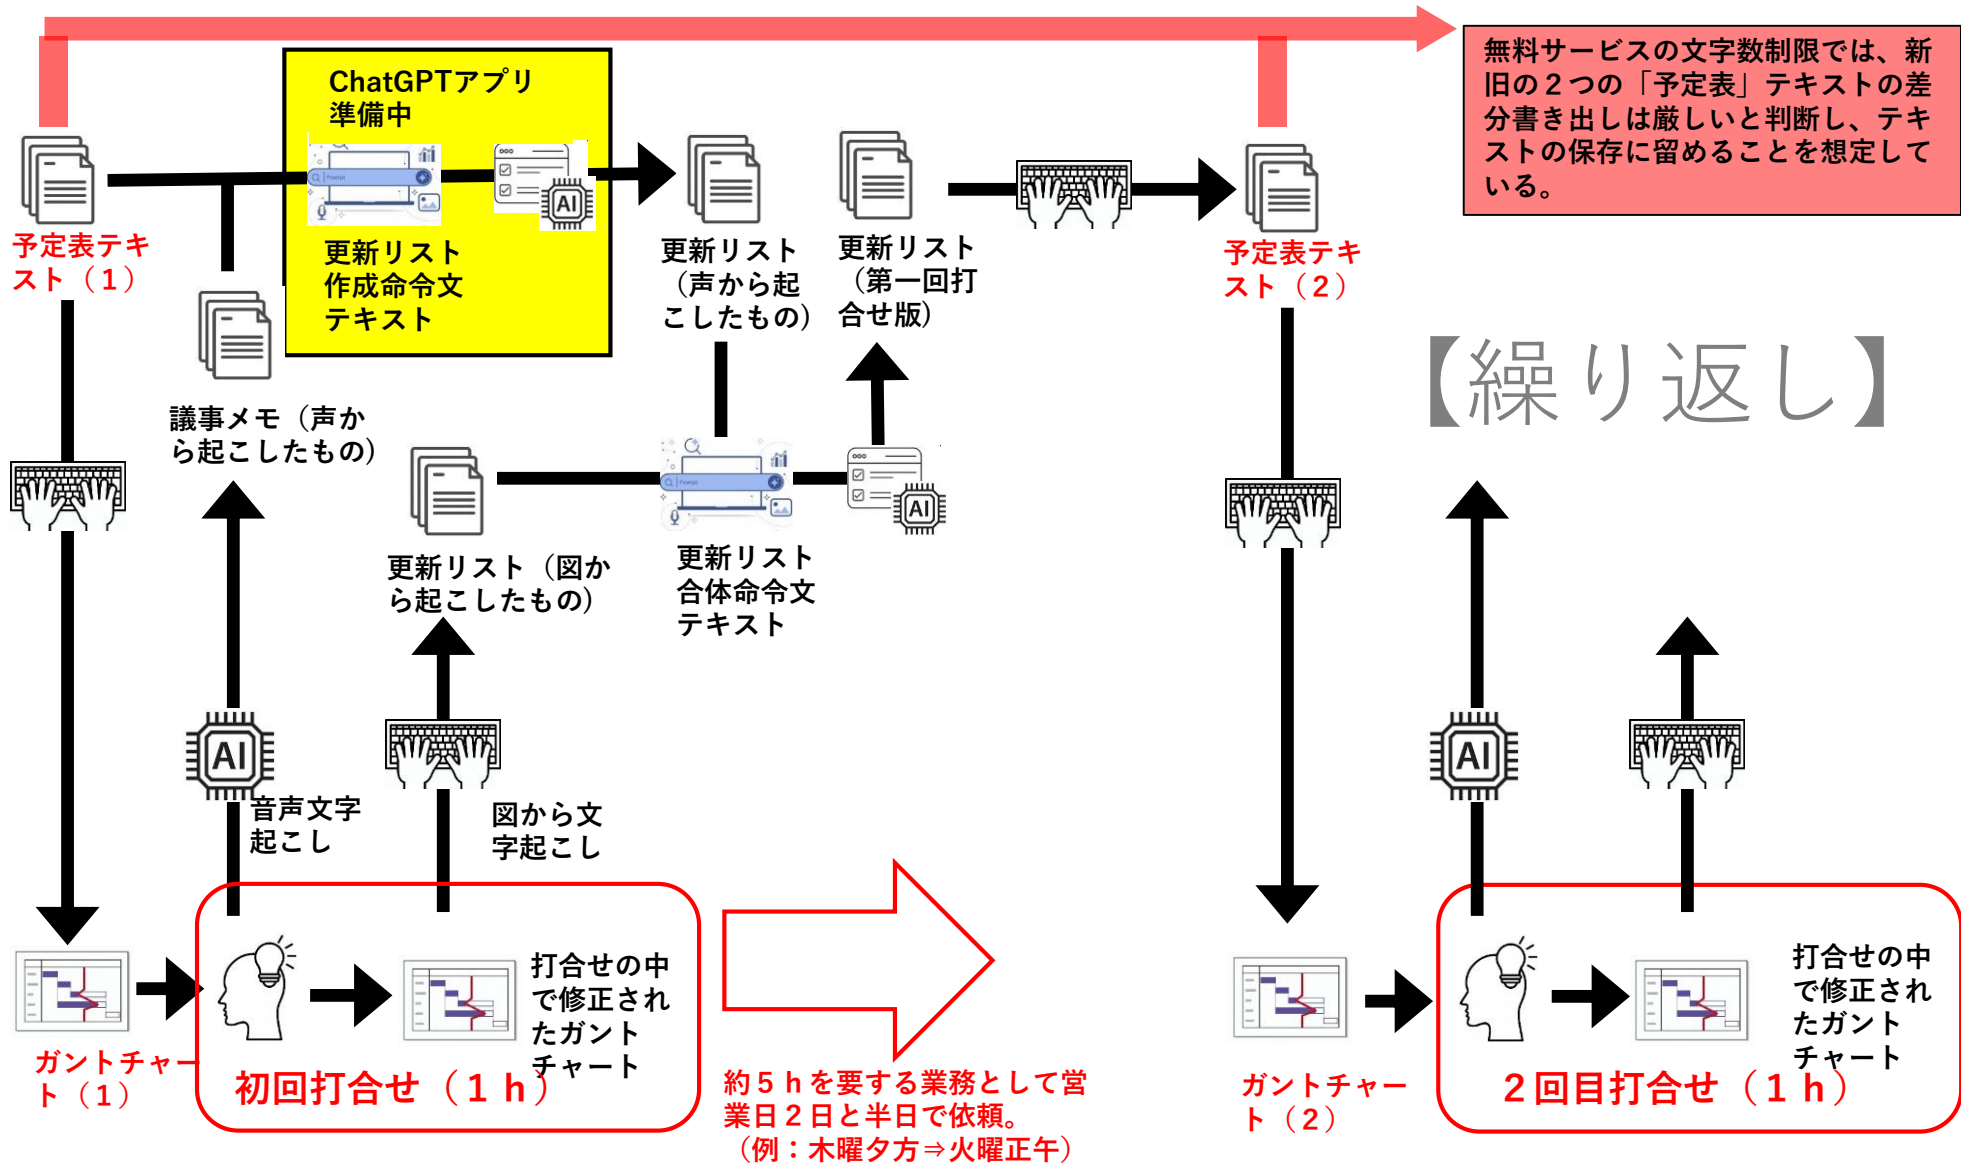 無料サービスの文字数制限では、新
旧の２つの「予定表」テキストの差
分書き出しは厳しいと判断し、テキ
ストの保存に留めることを想定して
いる。
ChatGPTアプリ
準備中
Prompt
AI
更新リスト
作成命令文
テキスト
予定表テキ
スト（１）
更新リスト
（声から起
こしたもの）
更新リスト
（第一回打
合せ版）
予定表テキ
スト（２）
【繰り返し】
議事メモ（声か
ら起こしたもの）
Prompt
AI
更新リスト（図か
ら起こしたもの）
更新リスト
合体命令文
テキスト
AI
音声文字
起こし
図から文
字起こし
AI
打合せの中
で修正され
たガント
チャート
ガントチャー
ト（１）
初回打合せ（１ｈ）
約５ｈを要する業務として営
業日２日と半日で依頼。
（例：木曜夕方⇒火曜正午）
打合せの中
で修正され
たガント
チャート
ガントチャー
ト（２）
２回目打合せ（１ｈ）